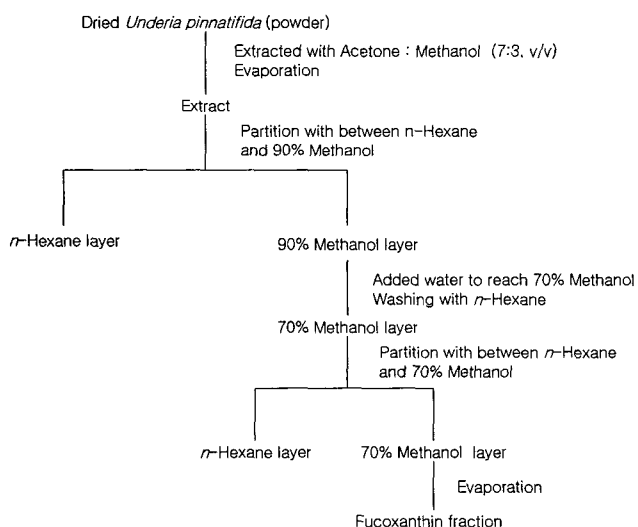 Dried Underia pinnatifida (powder)
Extracted with Acetone : Methanol (7:3, v/v)
Evaporation
Extract
Partition with between n-Hexane
and 90% Methanol
n-Hexane layer
90% Methanol layer
Added water to reach 70% Methanol
Washing with n-Hexane
70% Methanol layer
Partition with between n-Hexane
and 70% Methanol
n-Hexane layer
70% Methanol layer
Evaporation
Fucoxanthin fraction